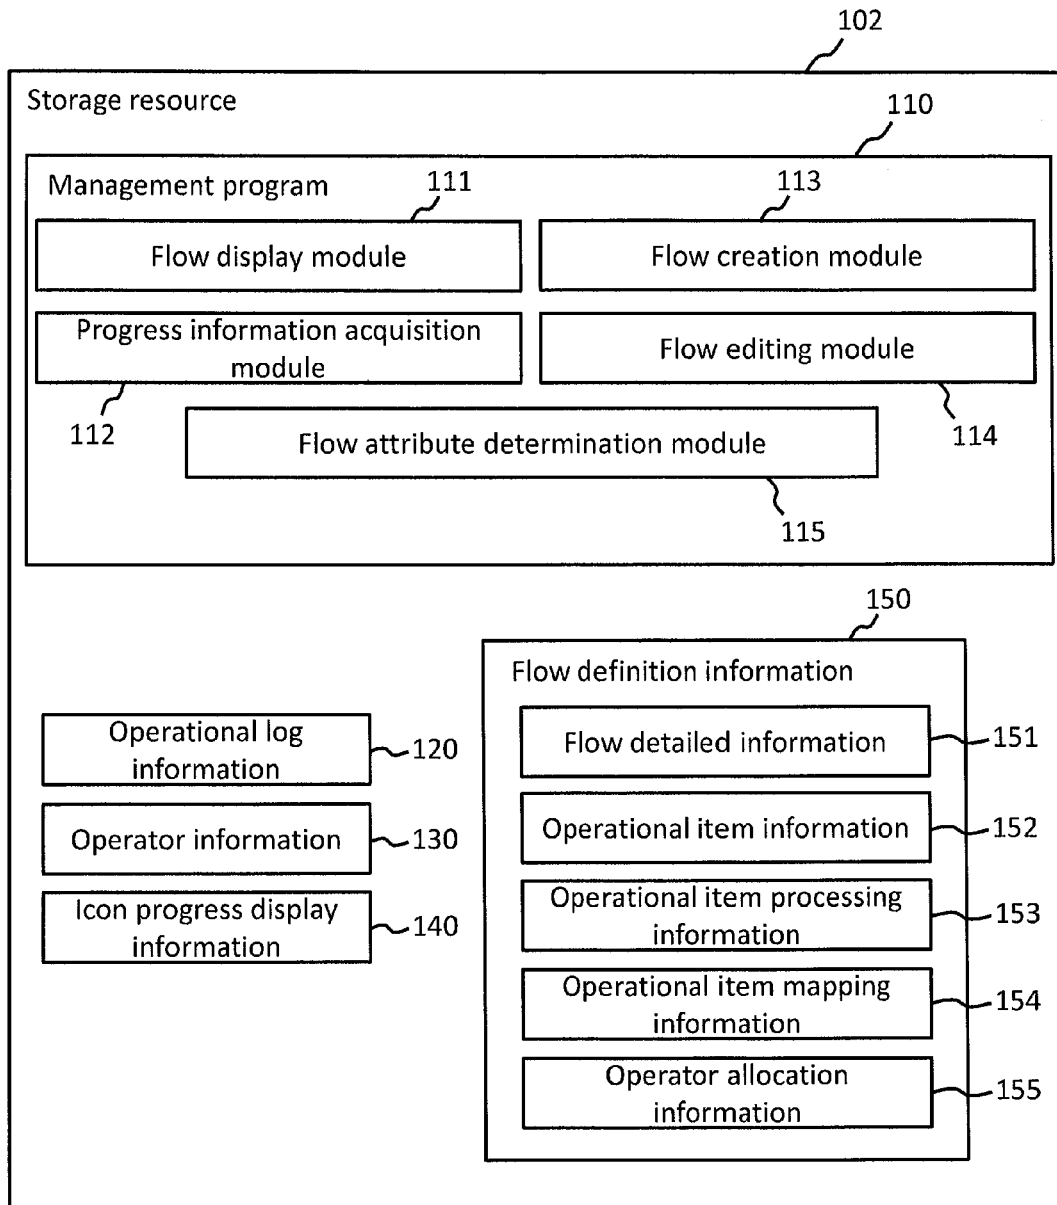 102
Storage resource
110
Management program
111
113
Flow display module
Flow creation module
Progress information acquisition
module
Flow editing module
112
114
Flow attribute determination module
115
150
Flow definition information
Operational log
information
120
Flow detailed information
151
Operator information
130
Operational item information
152
Icon progress display
information
140
Operational item processing
information
153
Operational item mapping
information
154
Operator allocation
information
155